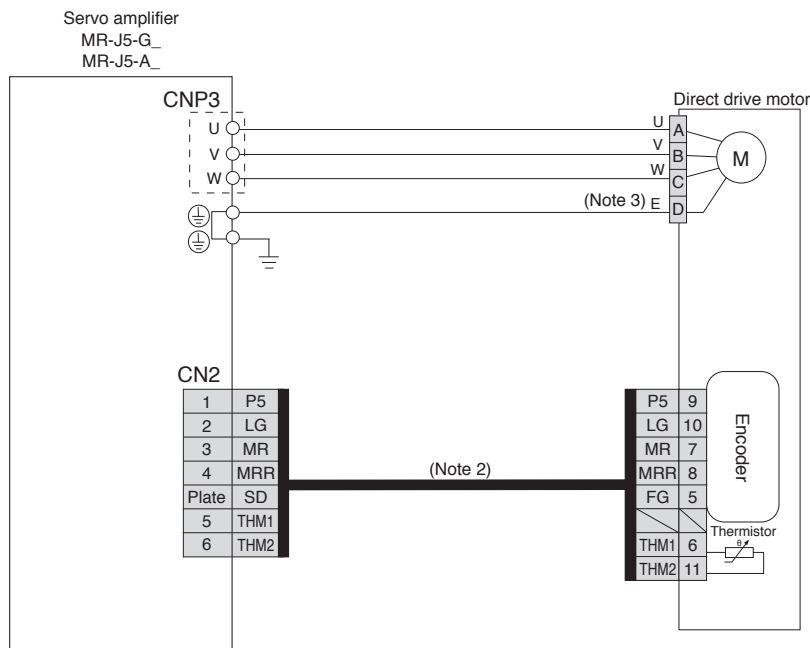 Servo amplifier
MR-J5-G_
MR-J5-A_
CNP3
Direct drive motor
U U A
V V B M
W W C
(Note 3) E D
CN2
1 P5 P5 9
2 LG LG 10
3 MR MR 7
4 MRR (Note 2) MRR 8
Plate SD FG 5
Encoder
5 THM1
Thermistor
6 THM2 THM1 6 θ
THM2 11